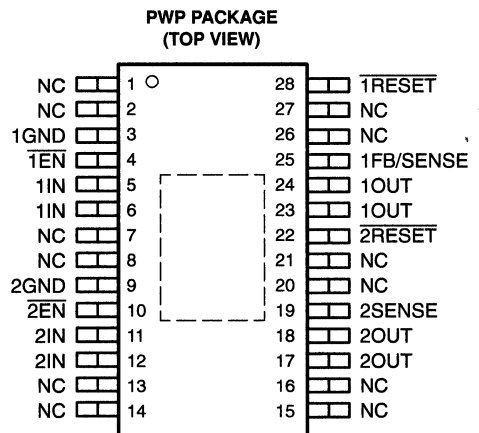 PWP PACKAGE
(TOP VIEW)
NC 1 28 1RESET
NC 2 27 NC
1GND 3 26 NC
1EN 4 25 1FB/SENSE
1IN 5 24 1OUT
1IN 6 23 1OUT
NC 7 22 2RESET
NC 8 21 NC
2GND 9 20 NC
2EN 10 19 2SENSE
2IN 11 18 2OUT
2IN 12 17 2OUT
NC 13 16 NC
NC 14 15 NC